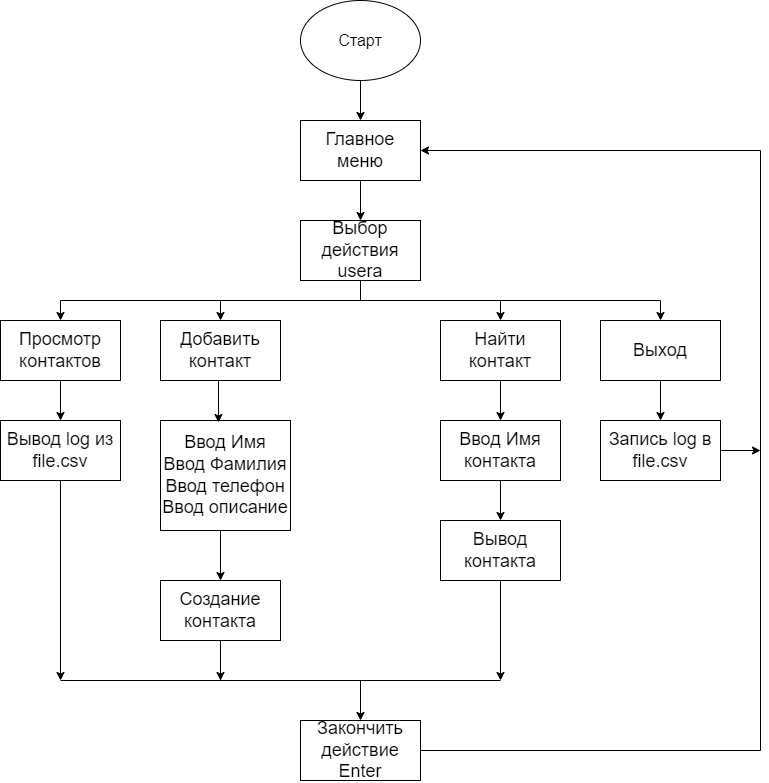 Старт
Главное
меню
Выбор
действия
usera
Просмотр
контактов
Добавить
контакт
Найти
контакт
Выход
Вывод log из
file.csv
Ввод Имя
Ввод Фамилия
Ввод телефон
Ввод описание
Ввод Имя
контакта
Запись log в
file.csv
Вывод
контакта
Создание
контакта
Закончить
действие
Enter